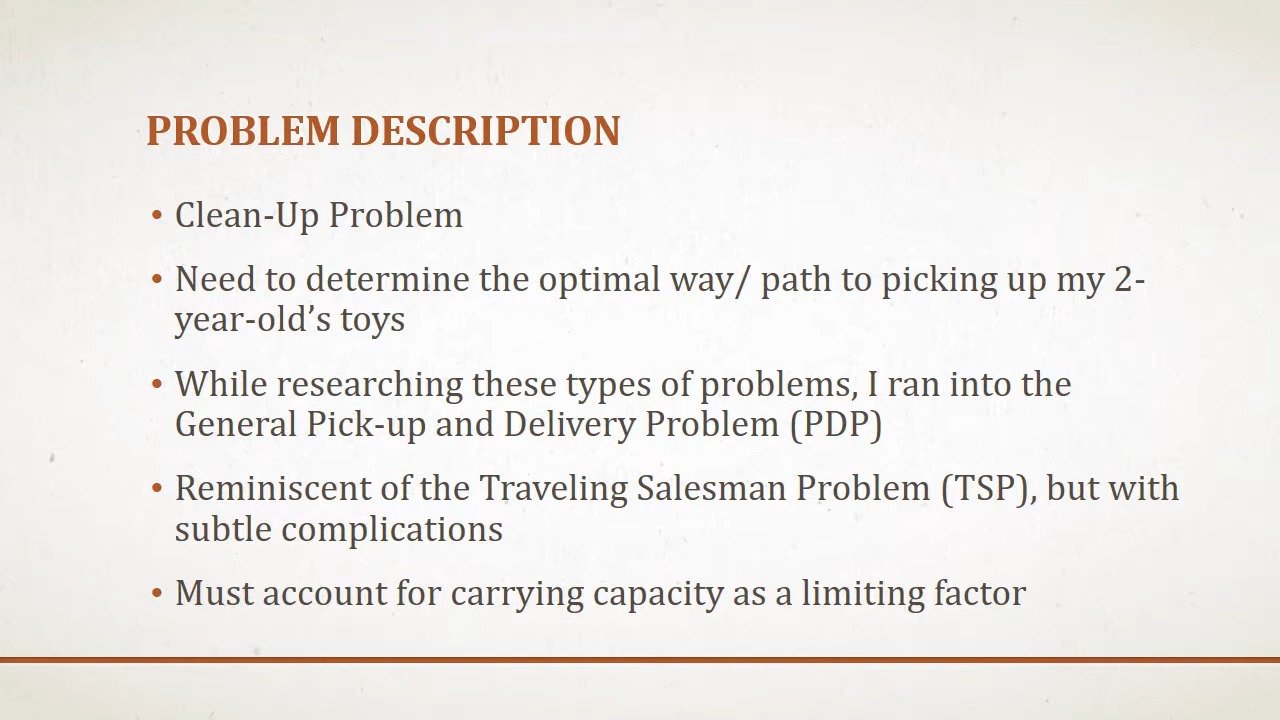 PROBLEM DESCRIPTION
• Clean-Up Problem
• Need to determine the optimal way/ path to picking up my 2-
year-old’s toys
• While researching these types of problems, I ran into the
General Pick-up and Delivery Problem (PDP)
• Reminiscent of the Traveling Salesman Problem (TSP), but with
subtle complications
• Must account for carrying capacity as a limiting factor